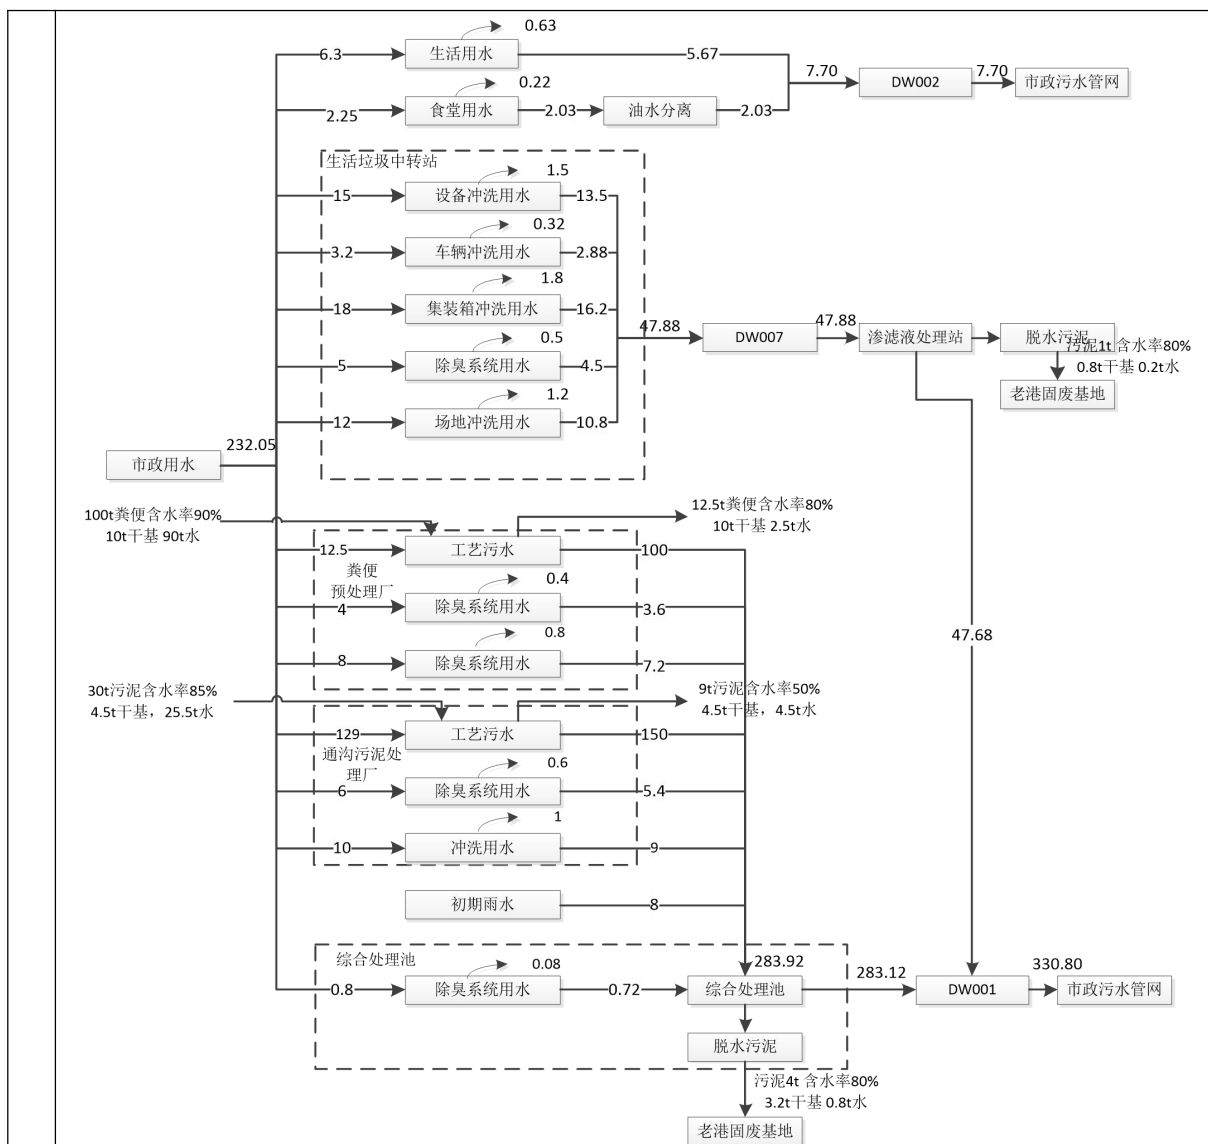 0.63
6.3
生活用水
5.67
7.70
DW002
7.70
市政污水管网
0.22
2.25
食堂用水
2.03
油水分离
2.03
生活垃圾中转站
1.5
15
设备冲洗用水
13.5
0.32
3.2
车辆冲洗用水
2.88
1.8
18
集装箱冲洗用水
16.2
47.88
DW007
47.88
渗滤液处理站
脱水污泥
污泥1t 含水率80%
0.8t干基 0.2t水
老港固废基地
0.5
5
除臭系统用水
4.5
1.2
12
场地冲洗用水
10.8
市政用水
232.05
100t粪便含水率90%
10t干基 90t水
12.5t粪便含水率80%
10t干基 2.5t水
12.5
工艺污水
100
粪便
预处理厂
0.4
4
除臭系统用水
3.6
0.8
8
除臭系统用水
7.2
47.68
30t污泥含水率85%
4.5t干基，25.5t水
9t污泥含水率50%
4.5t干基，4.5t水
129
工艺污水
150
通沟污泥处
理厂
0.6
6
除臭系统用水
5.4
1
10
冲洗用水
9
初期雨水
8
综合处理池
0.08
0.8
除臭系统用水
0.72
283.92
综合处理池
283.12
DW001
330.80
市政污水管网
脱水污泥
污泥4t 含水率80%
3.2t干基 0.8t水
老港固废基地